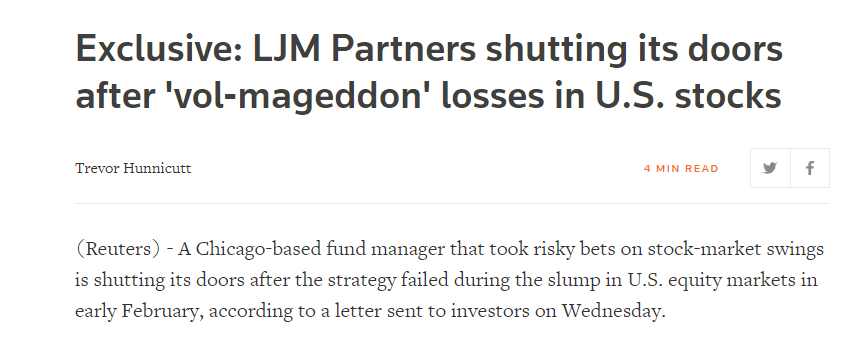 Exclusive: LJM Partners shutting its doors
after 'vol-mageddon' losses in U.S. stocks
Trevor Hunnicutt
4 MIN READ
(Reuters) - A Chicago-based fund manager that took risky bets on stock-market swings
is shutting its doors after the strategy failed during the slump in U.S. equity markets in
early February, according to a letter sent to investors on Wednesday.